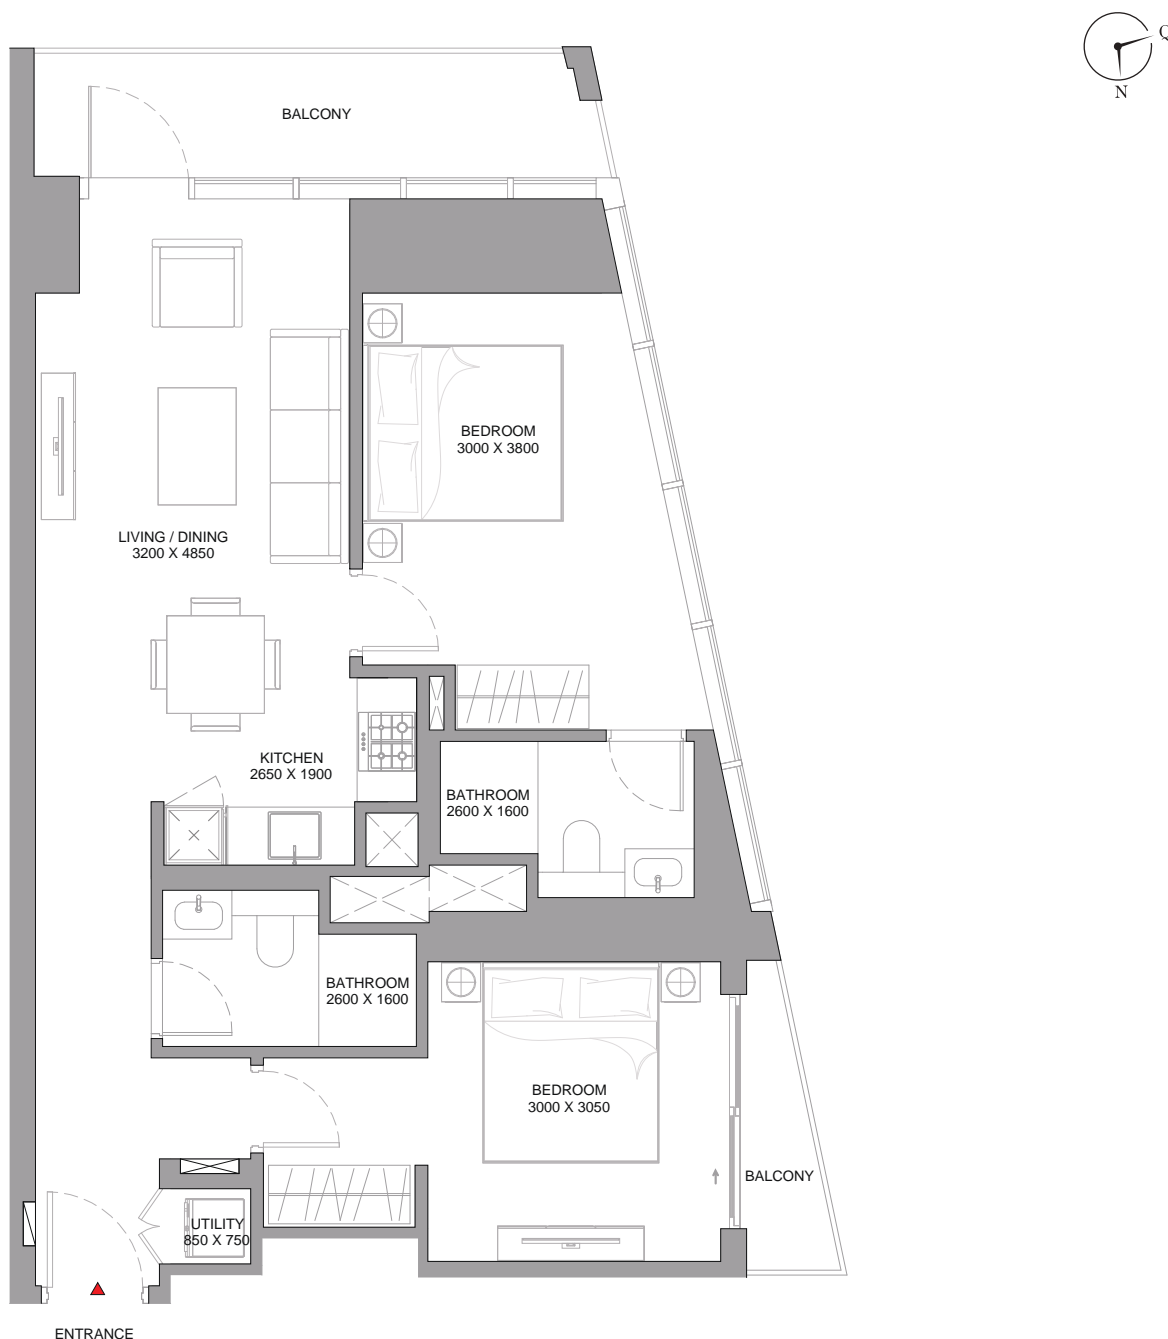 Q
N
BALCONY
BEDROOM
3000 X 3800
LIVING / DINING
3200 X 4850
KITCHEN
2650 X 1900
BATHROOM
2600 X 1600
BATHROOM
2600 X 1600
BEDROOM
3000 X 3050
BALCONY
UTILITY
850 X 750
ENTRANCE